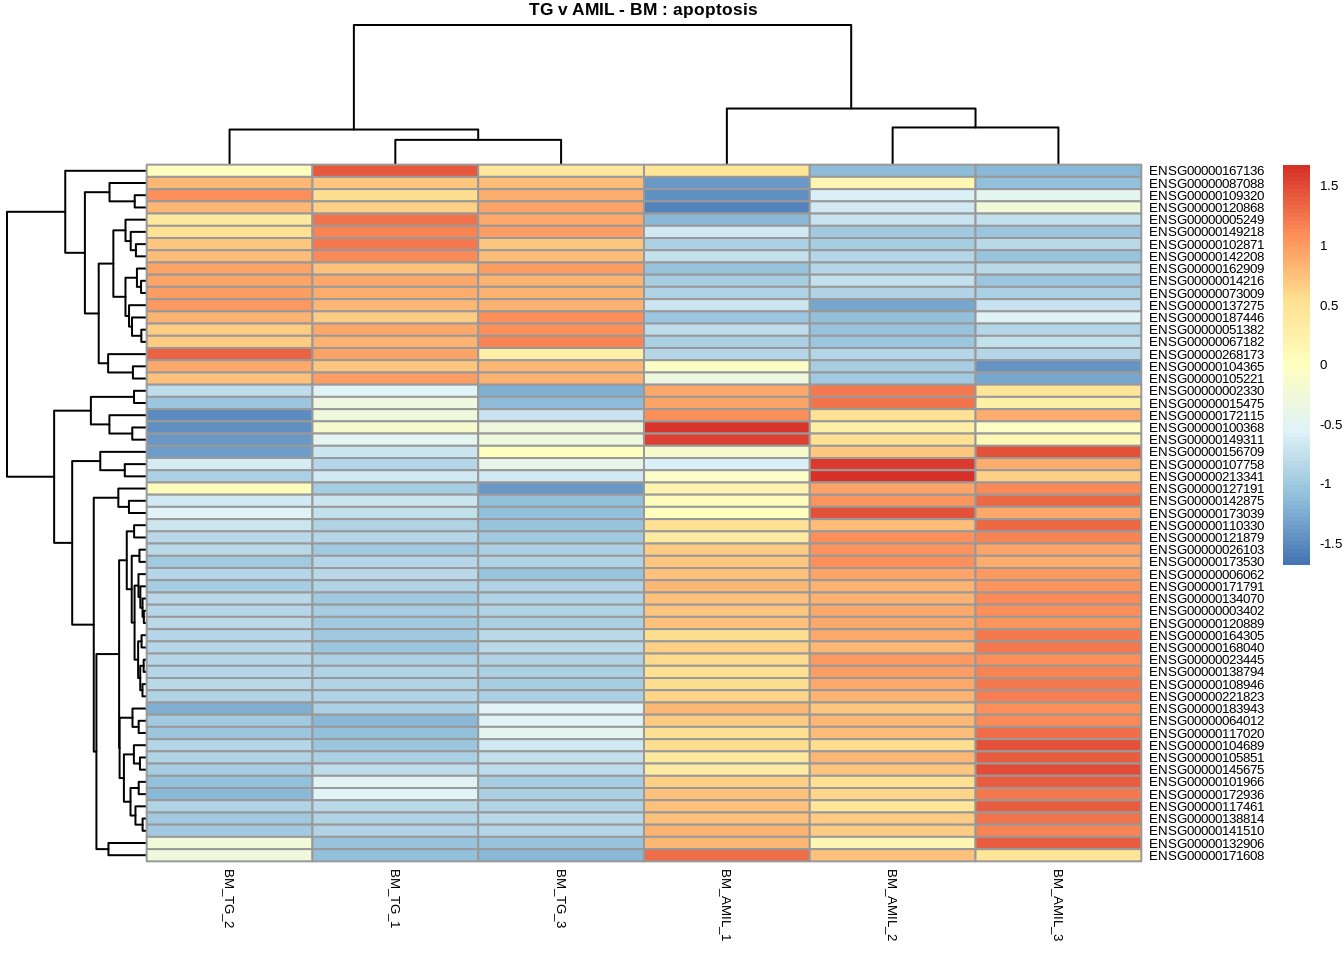 TG v AMIL - BM : apoptosis
ENSG00000167136
ENSG00000087088
ENSG00000109320
ENSG00000120868
ENSG00000005249
ENSG00000149218
ENSG00000102871
ENSG00000142208
ENSG00000162909
ENSG00000014216
ENSG00000073009
ENSG00000137275
ENSG00000187446
ENSG00000051382
ENSG00000067182
ENSG00000268173
ENSG00000104365
ENSG00000105221
ENSG00000002330
ENSG00000015475
ENSG00000172115
ENSG00000100368
ENSG00000149311
ENSG00000156709
ENSG00000107758
ENSG00000213341
ENSG00000127191
ENSG00000142875
ENSG00000173039
ENSG00000110330
ENSG00000121879
ENSG00000026103
ENSG00000173530
ENSG00000006062
ENSG00000171791
ENSG00000134070
ENSG00000003402
ENSG00000120889
ENSG00000164305
ENSG00000168040
ENSG00000023445
ENSG00000138794
ENSG00000108946
ENSG00000221823
ENSG00000183943
ENSG00000064012
ENSG00000117020
ENSG00000104689
ENSG00000105851
ENSG00000145675
ENSG00000101966
ENSG00000172936
ENSG00000117461
ENSG00000138814
ENSG00000141510
ENSG00000132906
ENSG00000171608
1.5
1
0.5
0
-0.5
-1
-1.5
BM_TG_2
BM_TG_1
BM_TG_3
BM_AMIL_1
BM_AMIL_2
BM_AMIL_3